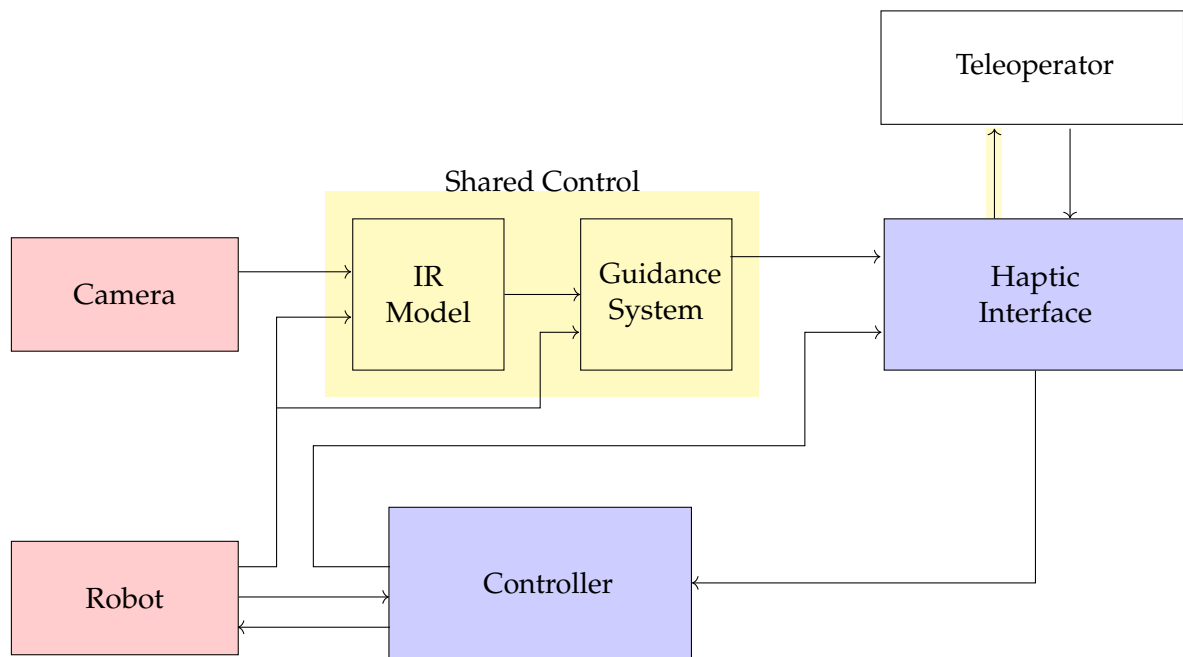 Teleoperator
Shared Control
Camera
IR
Model
Guidance
System
Haptic
Interface
Robot
Controller